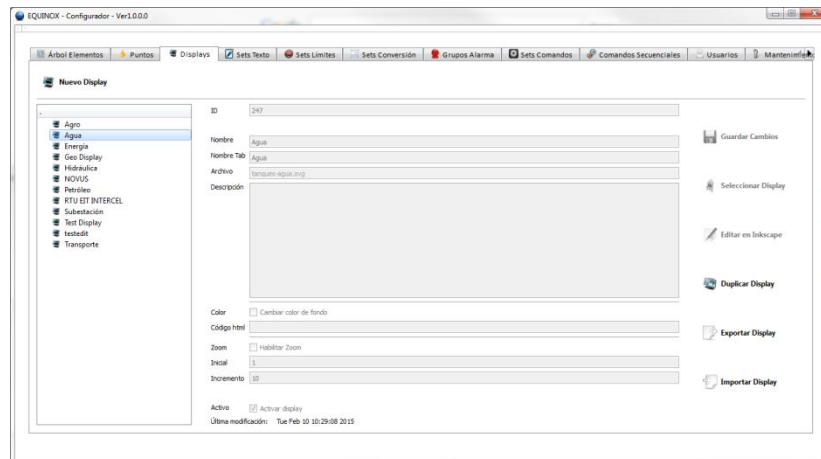 EQUINOX - Configurador - Ver1.0.0.0
Árbol Elementos
Puntos
Displays
Sets Texto
Sets Límites
Sets Conversión
Grupos Alarma
Sets Comandos
Comandos Secuenciales
Usuarios
Nuevo Display
Agro
Agua
Energía
Geo Display
Hidráulica
NOVUS
Petróleo
RTU EIT INTERCEL
Subestación
Test Display
testedit
Transporte
ID 247
Nombre Agua
Nombre Tab Agua
Archivo tanques-agua.svg
Descripción
Color Cambiar color de fondo
Código html
Zoom Habilitar Zoom
Inicial 1
Incremento 10
Activo Activar display
Última modificación: Tue Feb 10 10:29:08 2015
Guardar Cambios
Seleccionar Display
Editar en Inkscape
Duplicar Display
Exportar Display
Importar Display